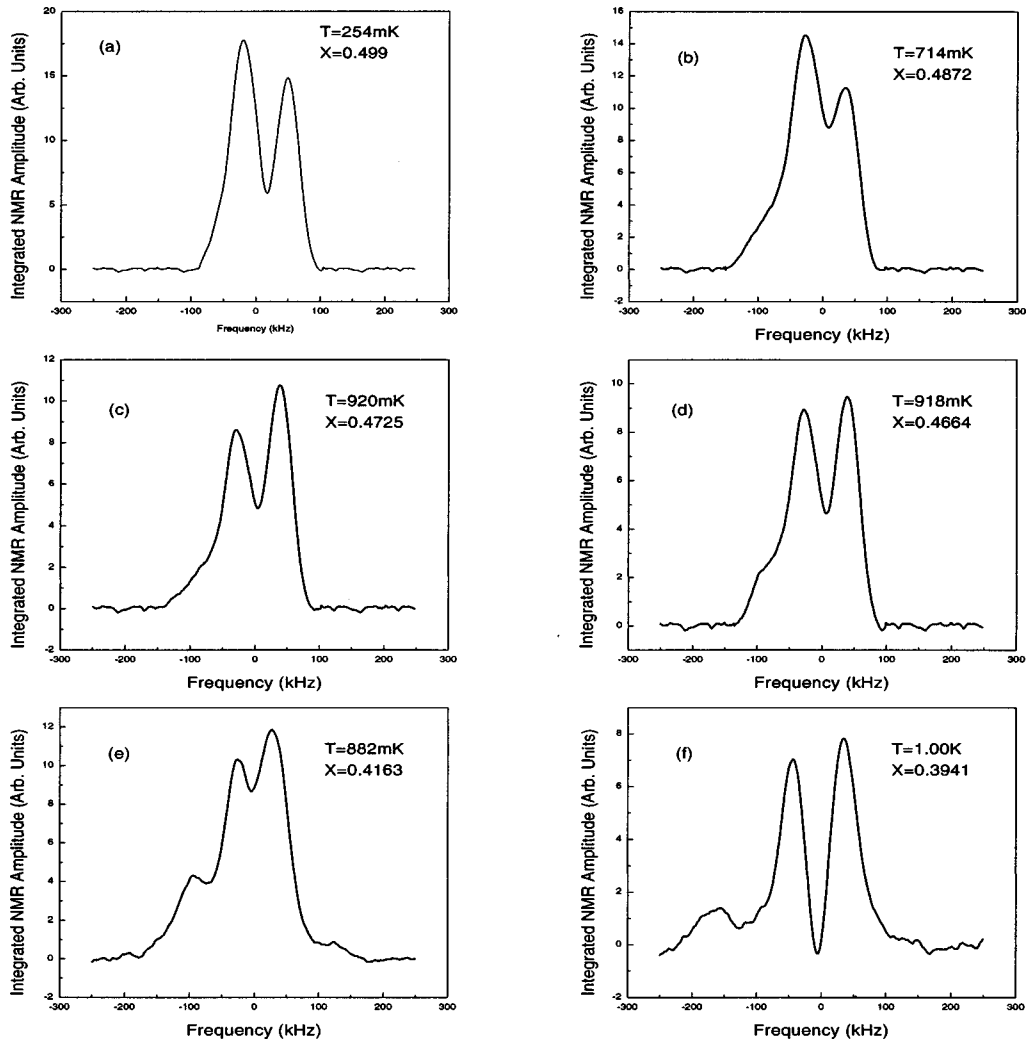 (a)
T=254mK
X=0.499
Integrated NMR Amplitude (Arb. Units)
20
15
10
5
0
-300 -200 -100 0 100 200 300
Frequency (kHz)
(b)
T=714mK
X=0.4872
Integrated NMR Amplitude (Arb. Units)
16
14
12
10
8
6
4
2
0
-2
-300 -200 -100 0 100 200 300
Frequency (kHz)
(c)
T=920mK
X=0.4725
Integrated NMR Amplitude (Arb. Units)
12
10
8
6
4
2
0
-2
-300 -200 -100 0 100 200 300
Frequency (kHz)
(d)
T=918mK
X=0.4664
Integrated NMR Amplitude (Arb. Units)
10
8
6
4
2
0
-300 -200 -100 0 100 200 300
Frequency (kHz)
(e)
T=882mK
X=0.4163
Integrated NMR Amplitude (Arb. Units)
12
10
8
6
4
2
0
-2
-300 -200 -100 0 100 200 300
Frequency (kHz)
(f)
T=1.00K
X=0.3941
Integrated NMR Amplitude (Arb. Units)
8
6
4
2
0
-2
-300 -200 -100 0 100 200 300
Frequency (kHz)